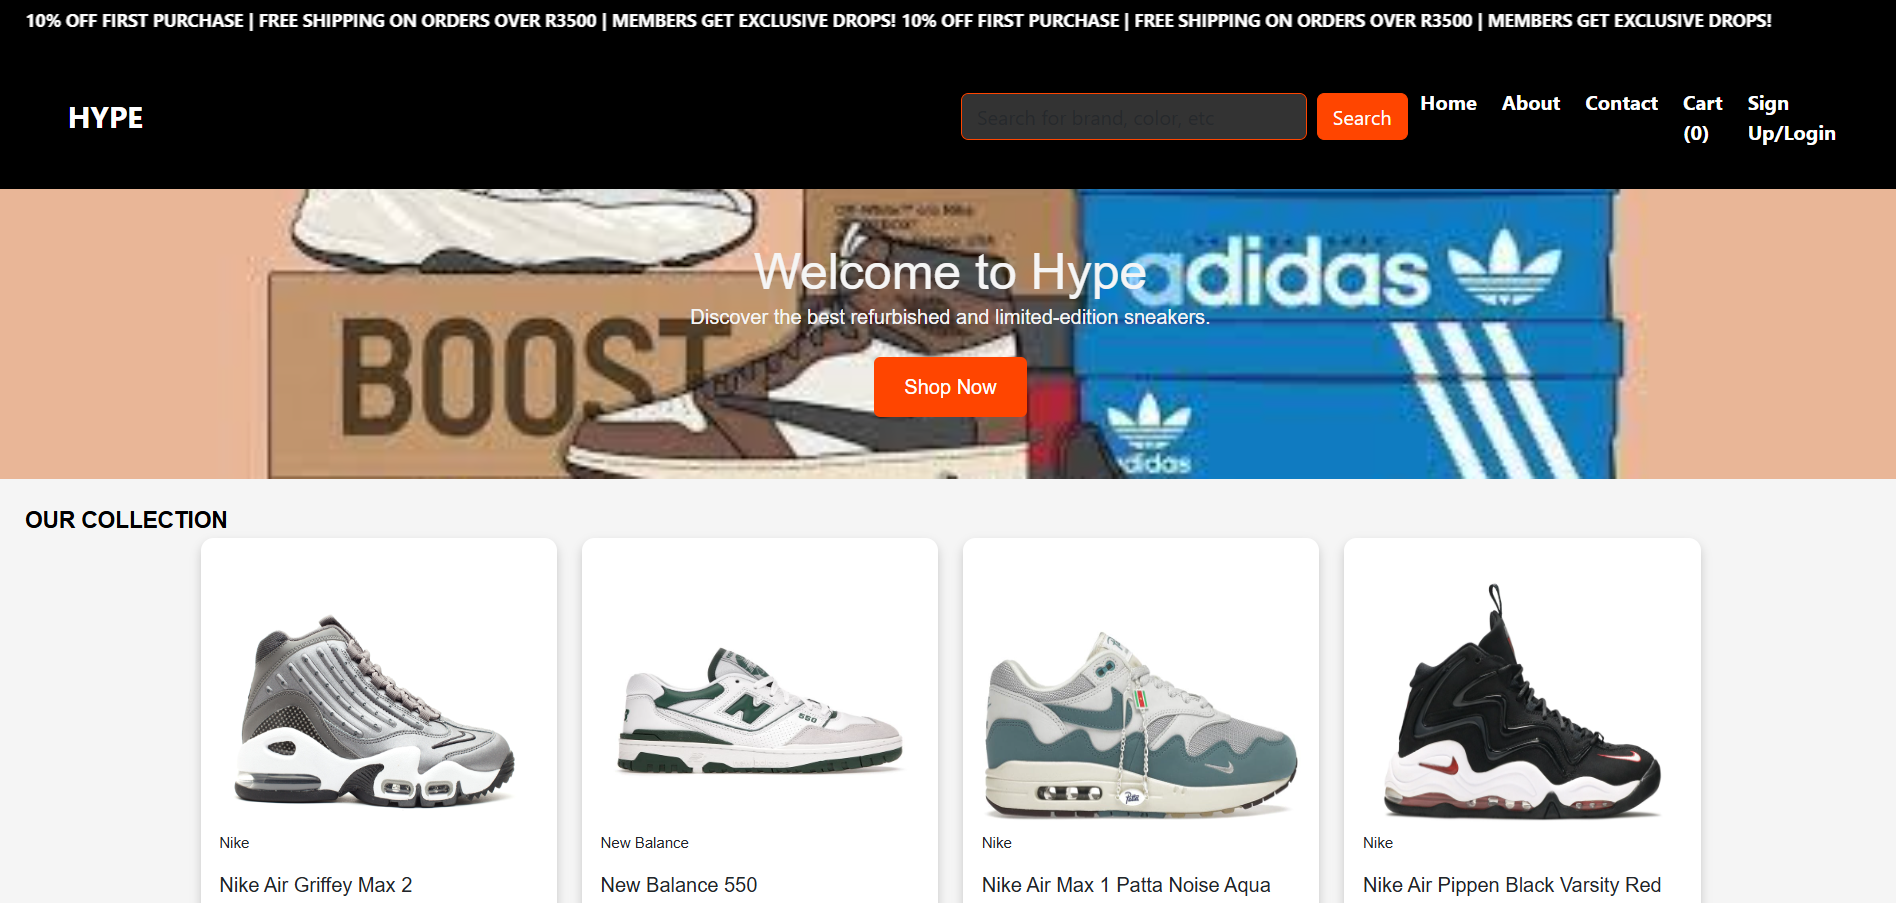 10% OFF FIRST PURCHASE | FREE SHIPPING ON ORDERS OVER R3500 | MEMBERS GET EXCLUSIVE DROPS! 10% OFF FIRST PURCHASE | FREE SHIPPING ON ORDERS OVER R3500 | MEMBERS GET EXCLUSIVE DROPS!
HYPE
Search for brand, color, etc
Search
Home
About
Contact
Cart
(0)
Sign
Up/Login
adidas
Welcome to Hype
Discover the best refurbished and limited-edition sneakers.
BOOST
Shop Now
adidas
OUR COLLECTION
550
Patta
Nike
Nike Air Griffey Max 2
New Balance
New Balance 550
Nike
Nike Air Max 1 Patta Noise Aqua
Nike
Nike Air Pippen Black Varsity Red